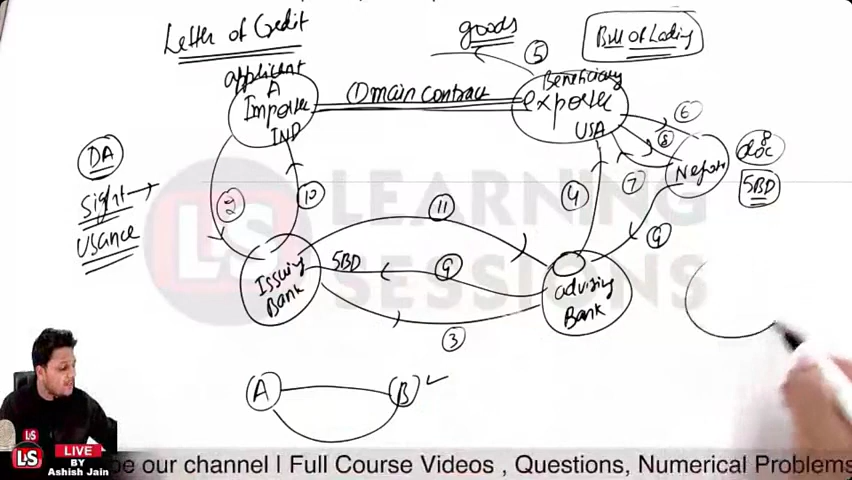 Letter of Credit
goods
Bill of Lading
5
applicant
A
Importer
IND
1 main contract
Beneficiary
exporter
USA
6
8
7
doc
8
SBD
DA
Sight
Usance
2
10
11
4
9
Issuing
Bank
SBD
9
3
advising
Bank
LEARNING
SESSIONS
A
B
LS
LS
LIVE
BY
Ashish Jain
be our channel | Full Course Videos , Questions, Numerical Problems